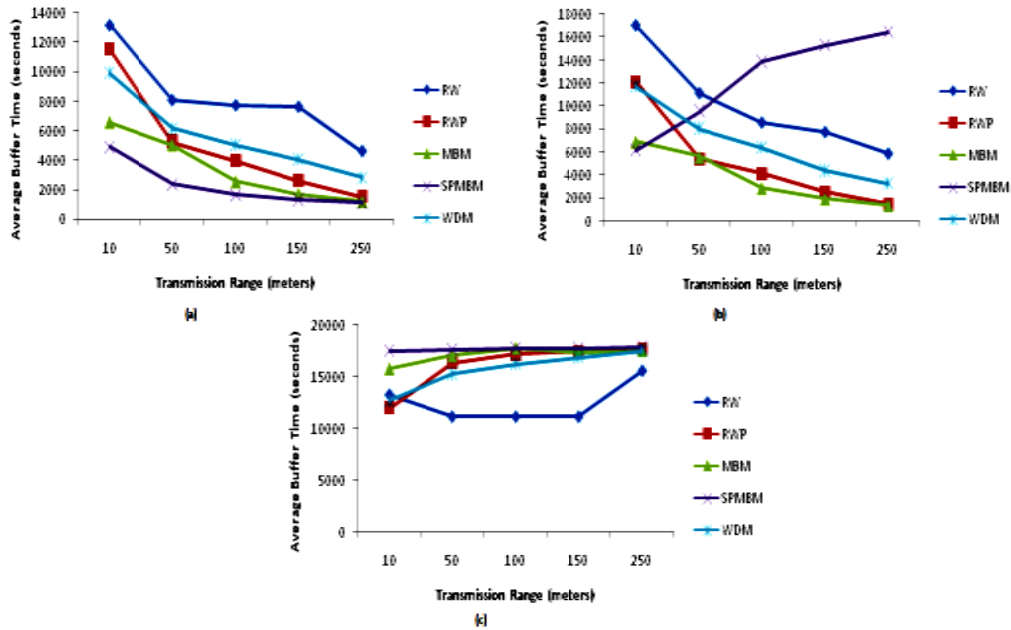 Average Buffer Time (seconds)
14000
12000
10000
8000
6000
4000
2000
0
10 50 100 150 250
Transmission Range (meters)
RW
RWP
MBM
SPMBM
WDM
(a)
Average Buffer Time (seconds)
18000
16000
14000
12000
10000
8000
6000
4000
2000
0
10 50 100 150 250
Transmission Range (meters)
RW
RWP
MBM
SPMBM
WDM
(b)
Average Buffer Time (seconds)
20000
15000
10000
5000
0
10 50 100 150 250
Transmission Range (meters)
RW
RWP
MBM
SPMBM
WDM
(c)